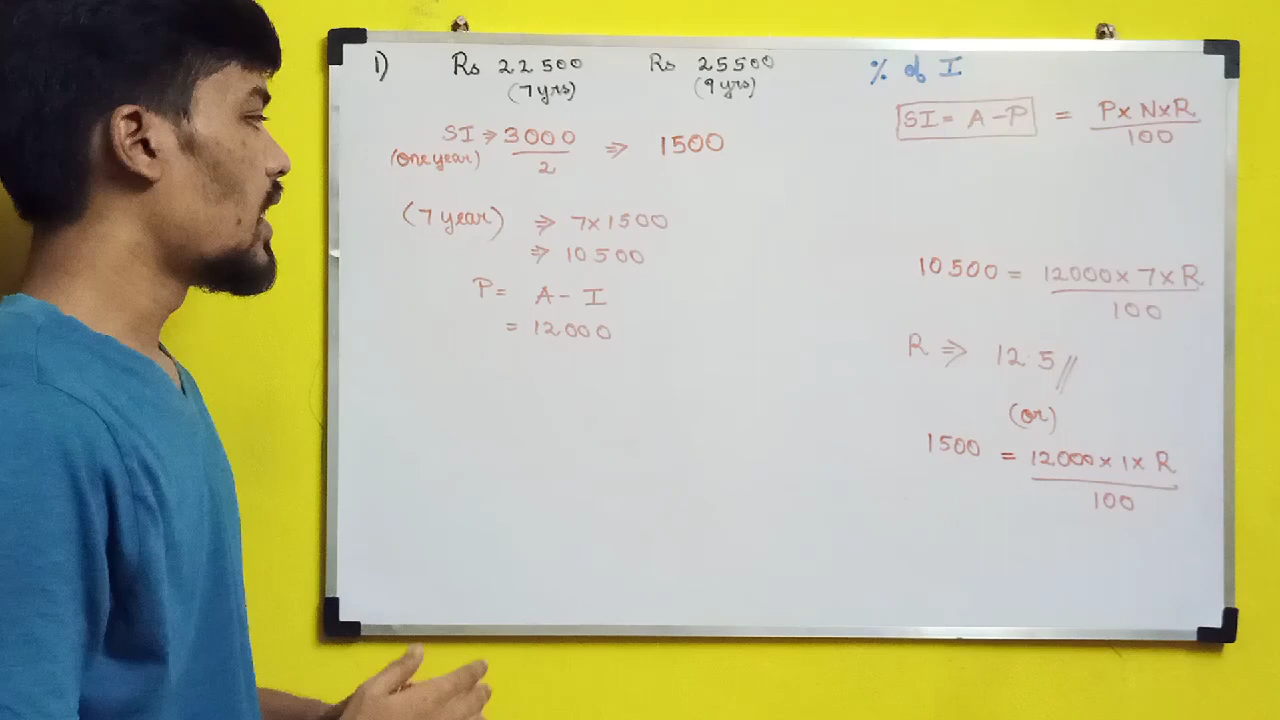 1) Rs 22500 Rs 25500 % of I
(7yrs) (9yrs)
SI = A - P = P x N x R / 100
SI ⇒ 3000 / 2 ⇒ 1500
(one year)
(7 year) ⇒ 7 x 1500
⇒ 10500
P = A - I
= 12000
10500 = 12000 x 7 x R / 100
R ⇒ 12.5 //
(or)
1500 = 12000 x 1 x R / 100